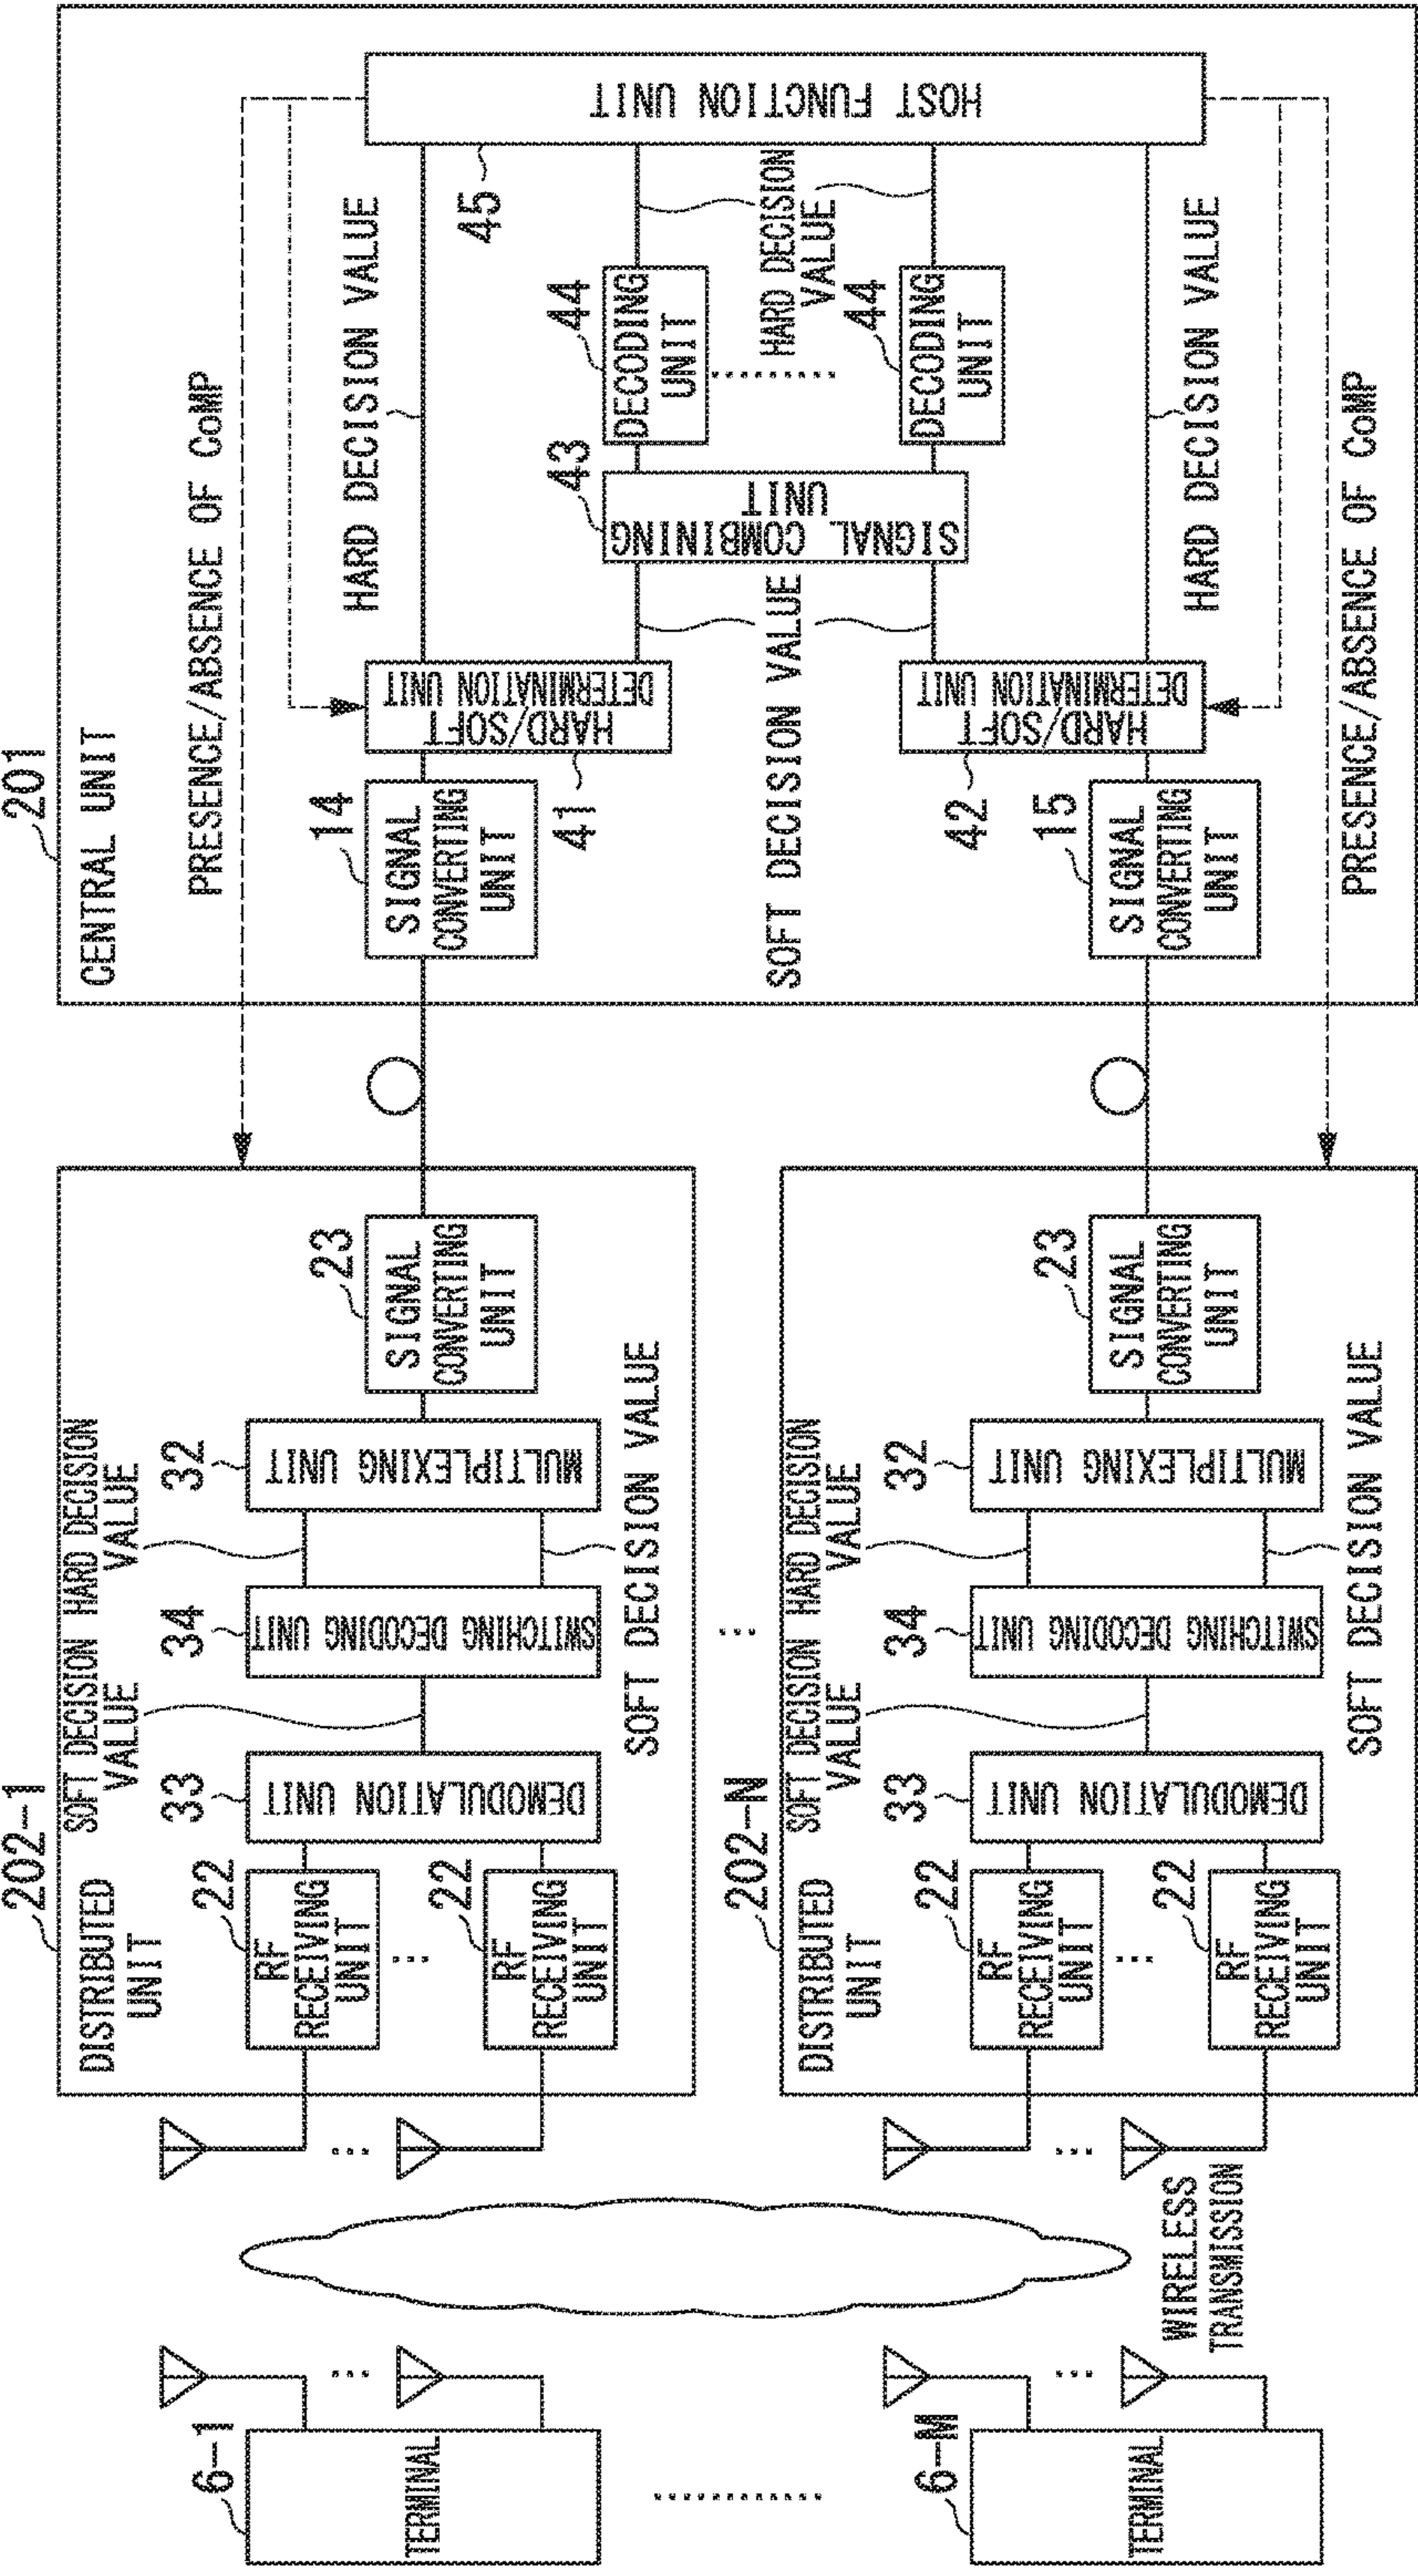 201
CENTRAL UNIT
PRESENCE/ABSENCE OF CoMP
HARD DECISION VALUE
45
HOST FUNCTION UNIT
14
SIGNAL
CONVERTING
UNIT
41
HARD/SOFT
DETERMINATION UNIT
43
SIGNAL COMBINING
UNIT
44
DECODING
UNIT
HARD DECISION
VALUE
44
DECODING
UNIT
SOFT DECISION VALUE
42
HARD/SOFT
DETERMINATION UNIT
15
SIGNAL
CONVERTING
UNIT
HARD DECISION VALUE
PRESENCE/ABSENCE OF CoMP
202-1
DISTRIBUTED
UNIT
SOFT DECISION
VALUE
HARD DECISION
VALUE
22
RF
RECEIVING
UNIT
...
22
RF
RECEIVING
UNIT
33
DEMODULATION UNIT
34
SWITCHING DECODING UNIT
32
MULTIPLEXING UNIT
23
SIGNAL
CONVERTING
UNIT
SOFT DECISION VALUE
...
202-N
DISTRIBUTED
UNIT
SOFT DECISION
VALUE
HARD DECISION
VALUE
22
RF
RECEIVING
UNIT
...
22
RF
RECEIVING
UNIT
33
DEMODULATION UNIT
34
SWITCHING DECODING UNIT
32
MULTIPLEXING UNIT
23
SIGNAL
CONVERTING
UNIT
SOFT DECISION VALUE
6-1
TERMINAL
6-M
TERMINAL
WIRELESS
TRANSMISSION